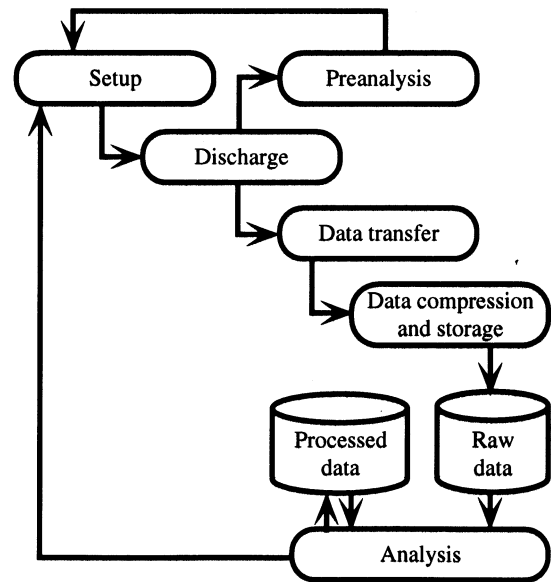 Setup
Preanalysis
Discharge
Data transfer
Data compression
and storage
Processed
data
Raw
data
Analysis